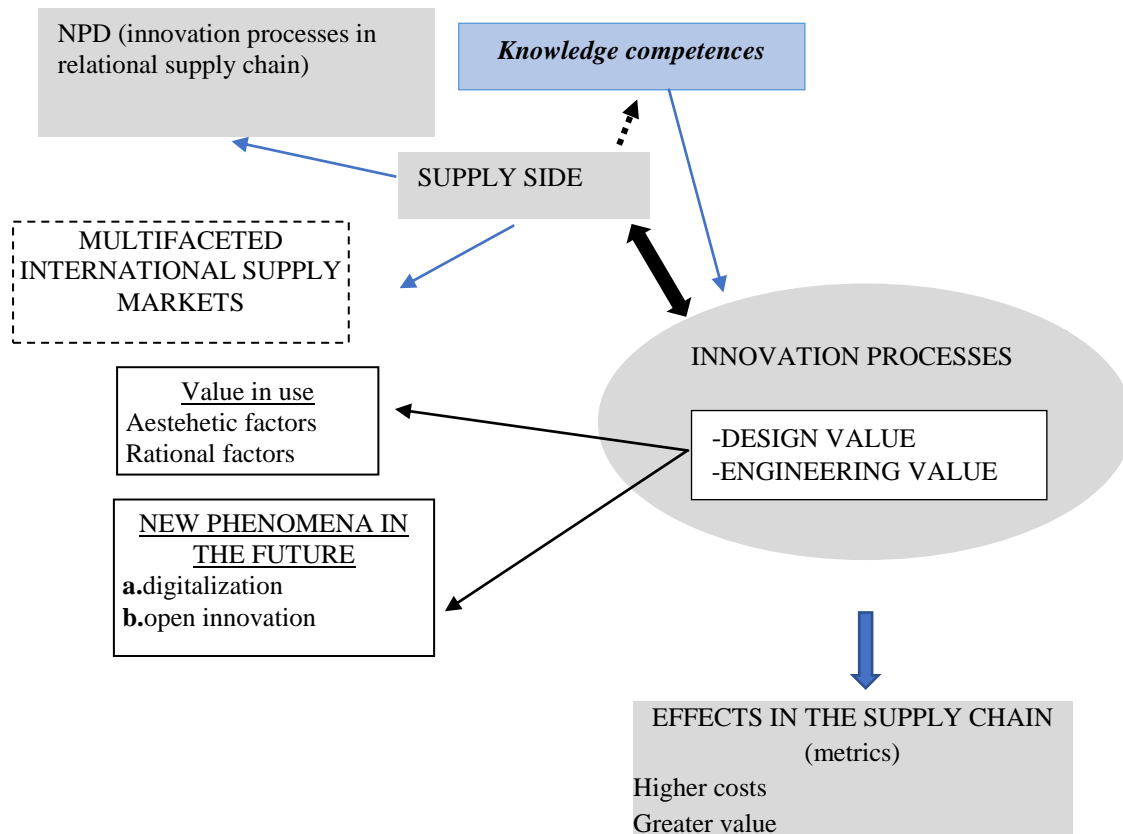 NPD (innovation processes in
relational supply chain)
Knowledge competences
SUPPLY SIDE
MULTIFACETED
INTERNATIONAL SUPPLY
MARKETS
INNOVATION PROCESSES
Value in use
Aestehetic factors
Rational factors
-DESIGN VALUE
-ENGINEERING VALUE
NEW PHENOMENA IN
THE FUTURE
a.digitalization
b.open innovation
EFFECTS IN THE SUPPLY CHAIN
(metrics)
Higher costs
Greater value